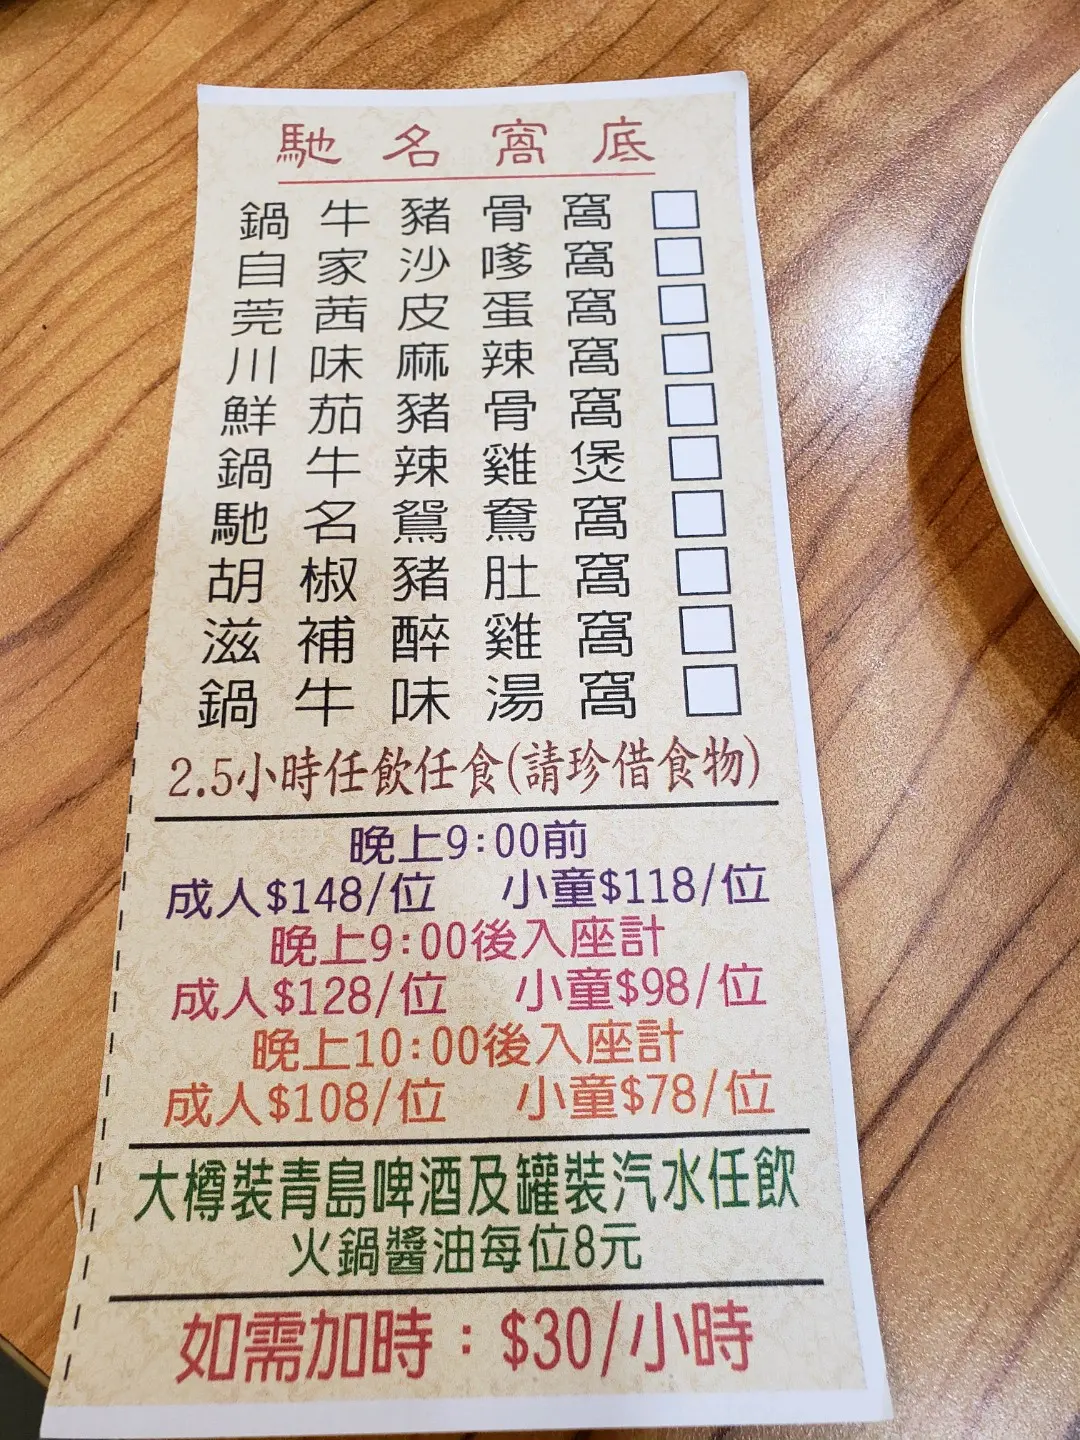 馳名窩底
鍋牛豬骨窩
自家沙嗲窩
莞茜皮蛋窩
川味麻辣窩
鮮茄豬骨窩
鍋牛辣雞煲
馳名鴛鴦窩
胡椒豬肚窩
滋補醉雞窩
鍋牛味湯窩
2.5小時任飲任食(請珍借食物)
晚上9:00前
成人$148/位 小童$118/位
晚上9:00後入座計
成人$128/位 小童$98/位
晚上10:00後入座計
成人$108/位 小童$78/位
大樽裝青島啤酒及罐裝汽水任飲
火鍋醬油每位8元
如需加時：$30/小時